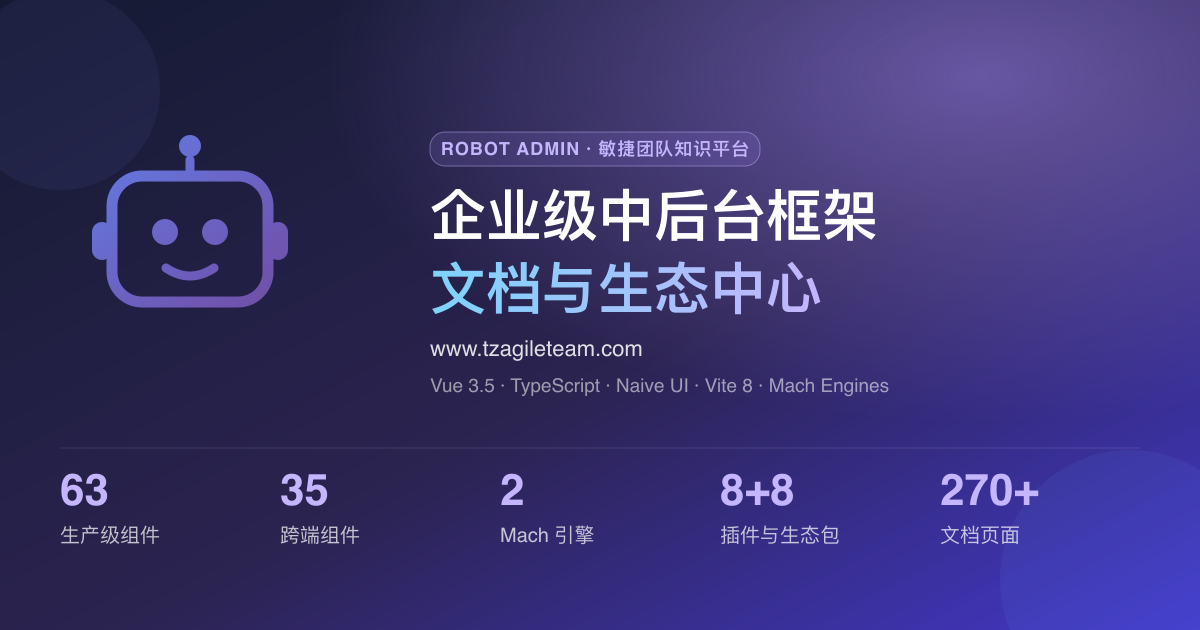 ROBOT ADMIN · 敏捷团队知识平台
企业级中后台框架
文档与生态中心
www.tzagileteam.com
Vue 3.5 · TypeScript · Naive UI · Vite 8 · Mach Engines
63
生产级组件
35
跨端组件
2
Mach 引擎
8+8
插件与生态包
270+
文档页面